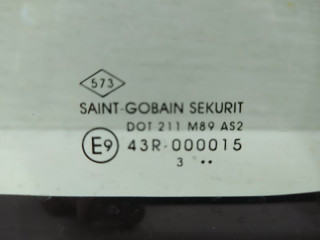 573
SAINT-GOBAIN SEKURIT
DOT 211 M89 AS2
E9 43R-000015
3 ••